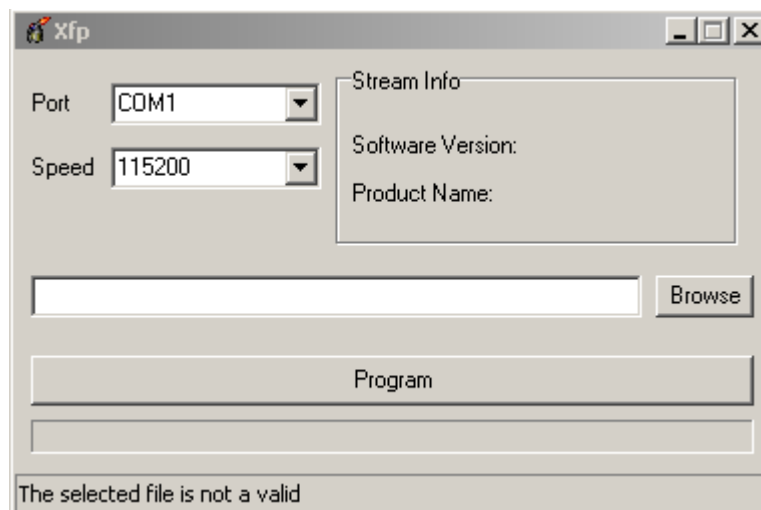 Xfp
Stream Info
Port COM1
Software Version:
Speed 115200
Product Name:
Browse
Program
The selected file is not a valid